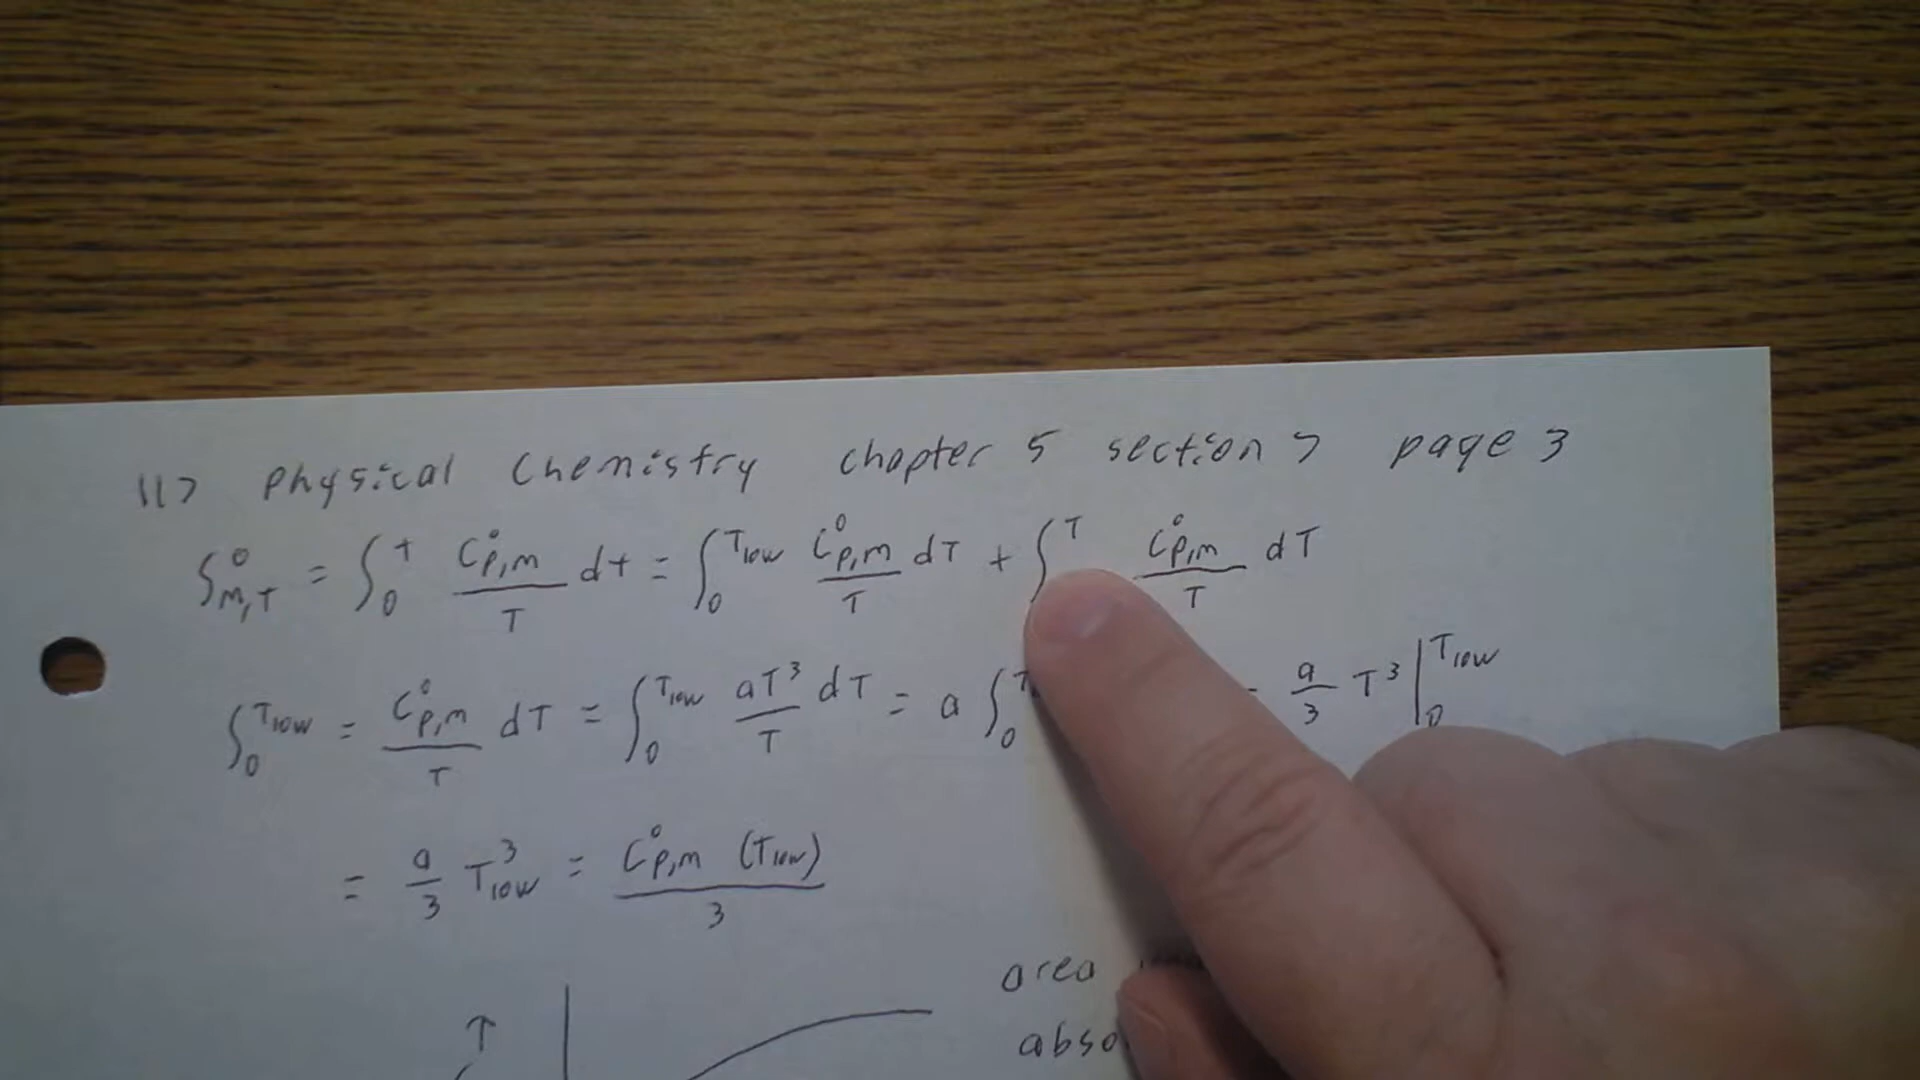 117 Physical Chemistry chapter 5 section 7 page 3
S°m,T = ∫₀ᵗ C°p,m/T dt = ∫₀^Tlow C°p,m/T dT + ∫^T C°p,m/T dT
∫₀^Tlow = C°p,m/T dT = ∫₀^Tlow aT³/T dT = a ∫₀ = a/3 T³ |₀^Tlow
= a/3 T³low = C°p,m (Tlow)/3
area
↑